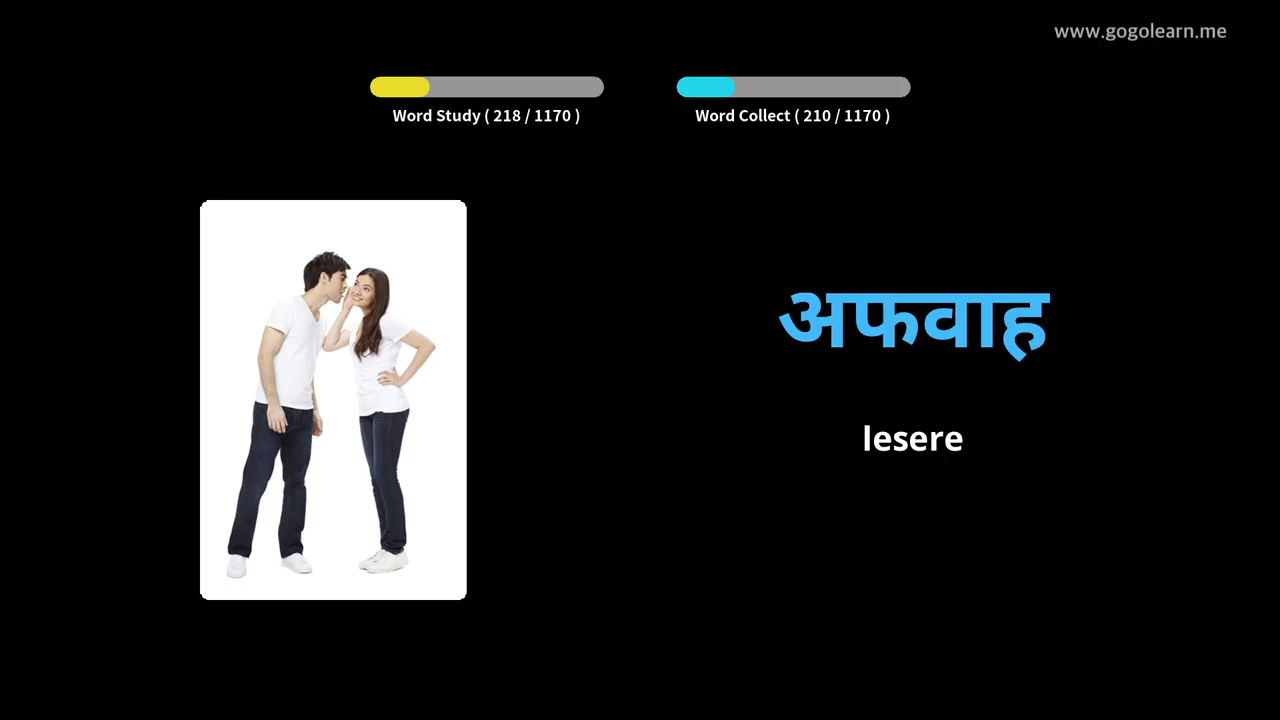 www.gogolearn.me
Word Study ( 218 / 1170 )
Word Collect ( 210 / 1170 )
अफवाह
lesere